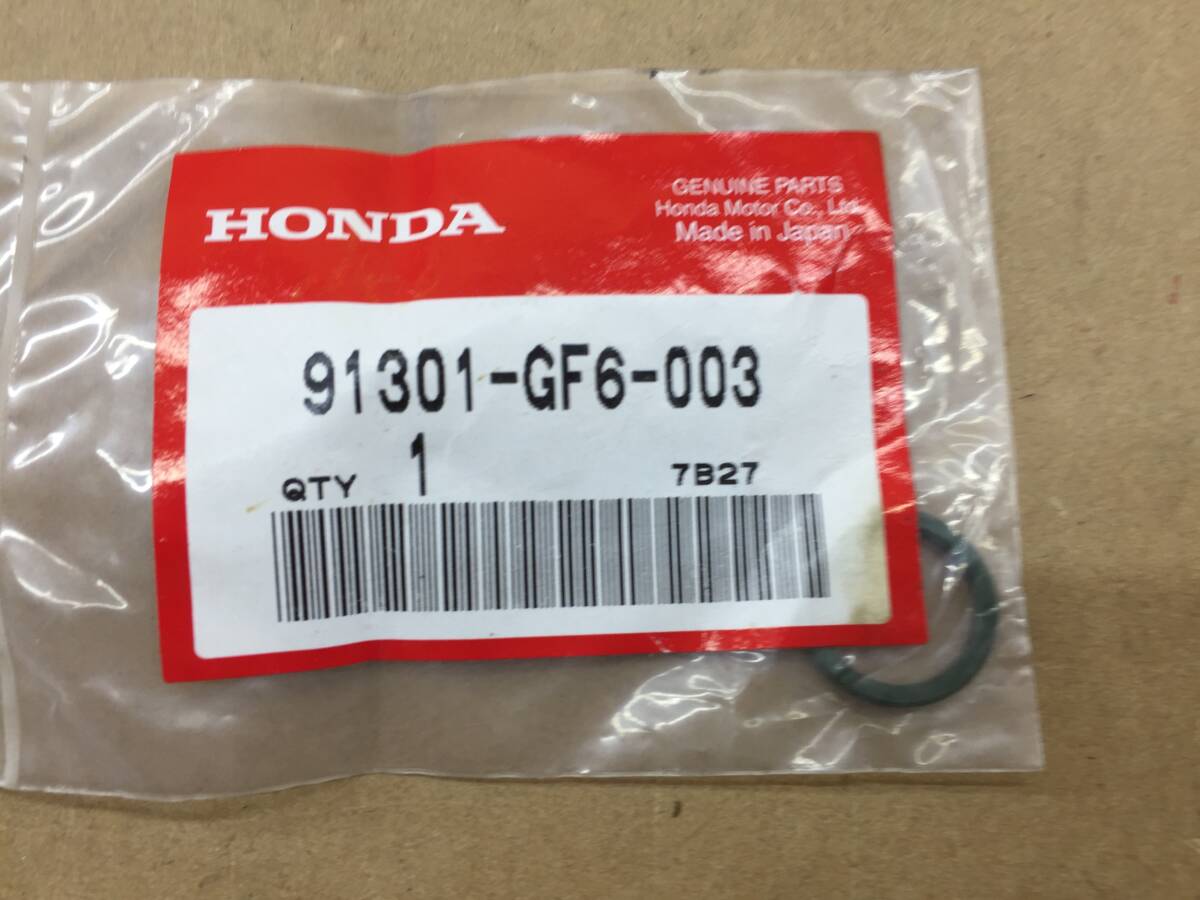 HONDA
GENUINE PARTS
Honda Motor Co., Ltd.
Made in Japan
91301-GF6-003
QTY 1 7B27